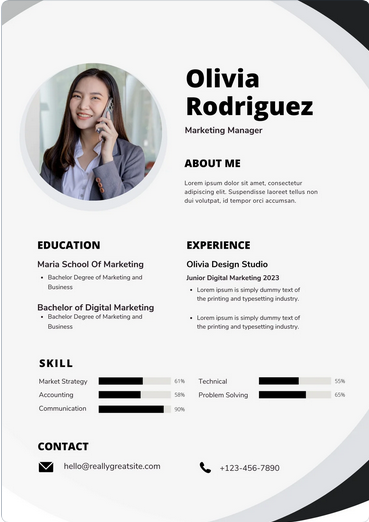 Olivia
Rodriguez
Marketing Manager
ABOUT ME
Lorem ipsum dolor sit amet, consectetur
adipiscing elit. Suspendisse laoreet tellus non
dui volutpat, id tempor orci accumsan.
EDUCATION
Maria School Of Marketing
• Bachelor Degree of Marketing and
Business
Bachelor of Digital Marketing
• Bachelor Degree of Marketing and
Business
EXPERIENCE
Olivia Design Studio
Junior Digital Marketing 2023
• Lorem ipsum is simply dummy text of
the printing and typesetting industry.
• Lorem ipsum is simply dummy text of
the printing and typesetting industry.
SKILL
Market Strategy 61%
Accounting 58%
Communication 90%
Technical 55%
Problem Solving 65%
CONTACT
hello@reallygreatsite.com
+123-456-7890